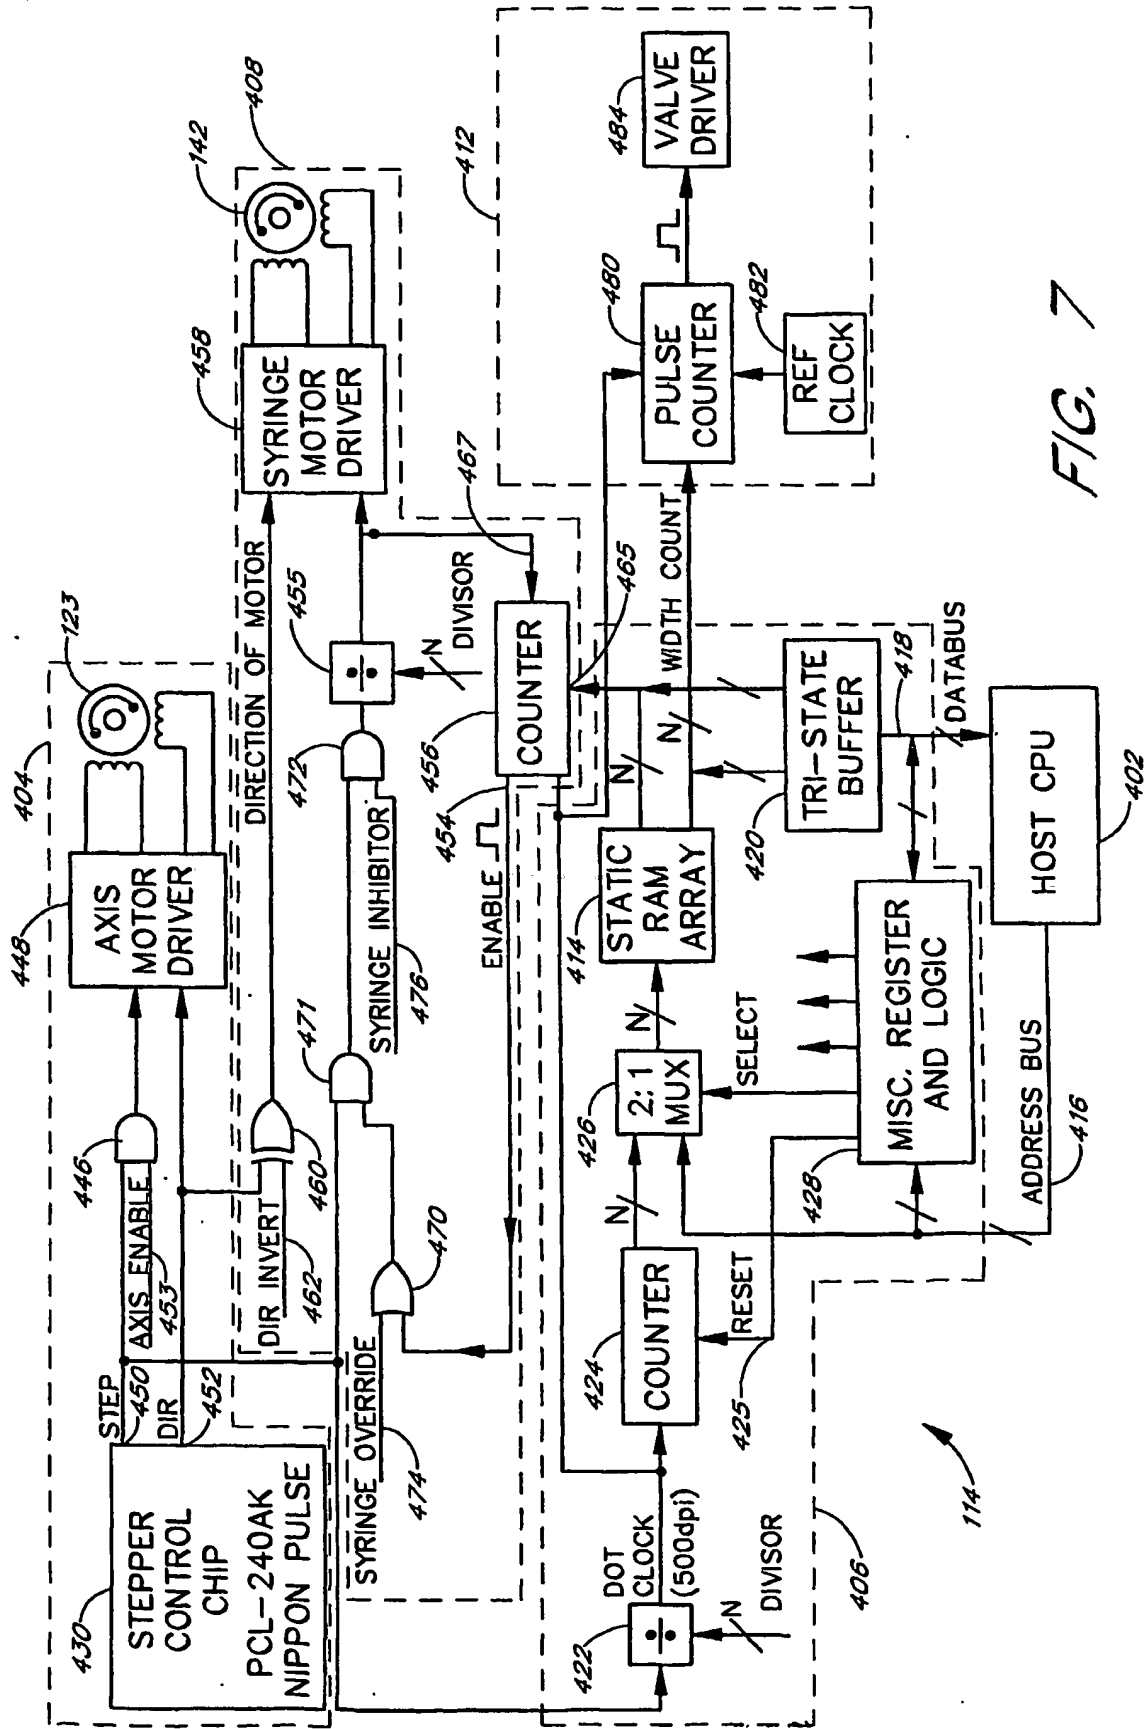 404
123
448
AXIS
MOTOR
DRIVER
446
AXIS ENABLE
453
STEP
450
DIR
452
430
STEPPER
CONTROL
CHIP
PCL-240AK
NIPPON PULSE
408
142
458
SYRINGE
MOTOR
DRIVER
DIRECTION OF MOTOR
460
DIR INVERT
462
455
N
DIVISOR
467
472
SYRINGE INHIBITOR
476
471
470
SYRINGE OVERRIDE
474
456
COUNTER
454
ENABLE
465
412
484
VALVE
DRIVER
480
PULSE
COUNTER
482
REF
CLOCK
WIDTH COUNT
N
N
414
STATIC
RAM
ARRAY
420
TRI-STATE
BUFFER
418
DATABUS
HOST CPU
402
N
426
2:1
MUX
SELECT
428
MISC. REGISTER
AND LOGIC
ADDRESS BUS
416
N
424
COUNTER
RESET
425
DOT
CLOCK
(500dpi)
422
N
DIVISOR
406
114
FIG. 7